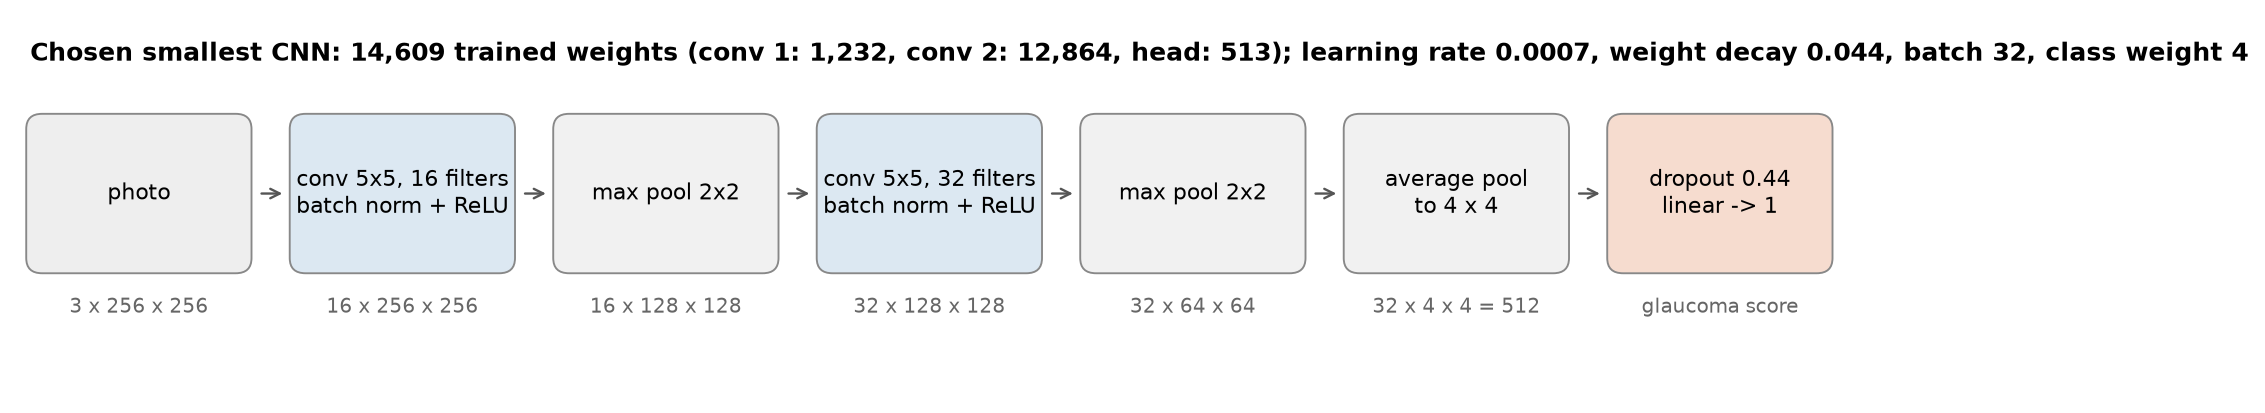 Chosen smallest CNN: 14,609 trained weights (conv 1: 1,232, conv 2: 12,864, head: 513); learning rate 0.0007, weight decay 0.044, batch 32, class weight 4
photo
conv 5x5, 16 filters
batch norm + ReLU
max pool 2x2
conv 5x5, 32 filters
batch norm + ReLU
max pool 2x2
average pool
to 4 x 4
dropout 0.44
linear -> 1
3 x 256 x 256
16 x 256 x 256
16 x 128 x 128
32 x 128 x 128
32 x 64 x 64
32 x 4 x 4 = 512
glaucoma score